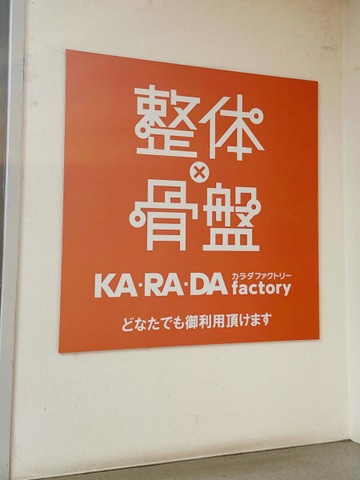 整体
×
骨盤
カラダファクトリー
KA・RA・DA factory
どなたでも御利用頂けます